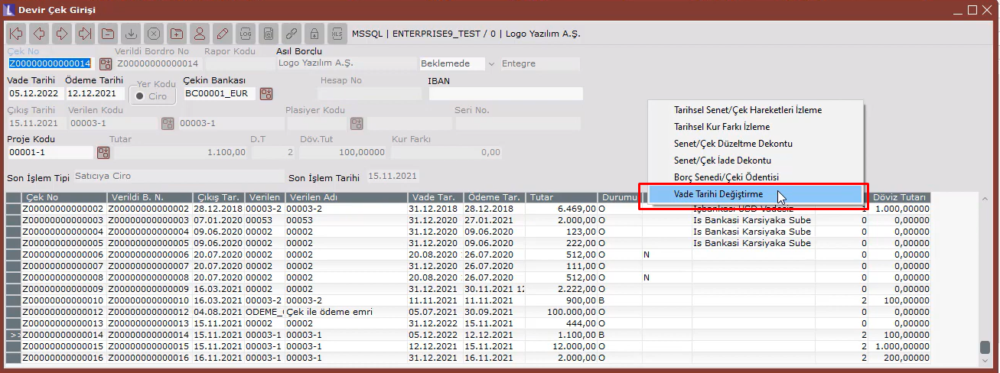 Devir Çek Girişi
LOG XLS MSSQL | ENTERPRISE9_TEST / 0 | Logo Yazılım A.Ş.
Çek No Verildi Bordro No Rapor Kodu Asıl Borçlu
Z00000000000014 Z00000000000014 Logo Yazılım A.Ş. Beklemede Entegre
Vade Tarihi Ödeme Tarihi Yer Kodu Çekin Bankası Hesap No IBAN
05.12.2022 12.12.2021 Ciro BC00001_EUR
Çıkış Tarihi Verilen Kodu Plasiyer Kodu Seri No.
15.11.2021 00003-1 00003-1
Proje Kodu Tutar D.T Döv.Tut Kur Farkı
00001-1 1.100,00 2 100,00000 0,00
Son İşlem Tipi Satıcıya Ciro Son İşlem Tarihi 15.11.2021
Tarihsel Senet/Çek Hareketleri İzleme
Tarihsel Kur Farkı İzleme
Senet/Çek Düzeltme Dekontu
Senet/Çek İade Dekontu
Borç Senedi/Çeki Ödentisi
Vade Tarihi Değiştirme
Çek No Verildi B. N. Çıkış Tar. Verilen Verilen Adı Vade Tar. Ödeme Tar. Tutar Durumu Döviz Tutarı
Z00000000000002 Z00000000000002 28.12.2018 00003-2 00003-2 31.12.2018 28.12.2018 6.469,00 O İşbankası USD Vadesiz 1 1.000,00000
Z00000000000003 Z00000000000003 07.01.2020 00053 00053 31.12.2020 27.01.2021 2.000,00 O Is Bankasi Karsiyaka Sube 0 0,00000
Z00000000000004 Z00000000000004 09.06.2020 00002 00002 31.12.2020 09.06.2020 123,00 O Is Bankasi Karsiyaka Sube 0 0,00000
Z00000000000005 Z00000000000005 09.06.2020 00002 00002 31.12.2020 09.06.2020 222,00 O Is Bankasi Karsiyaka Sube 0 0,00000
Z00000000000006 Z00000000000006 20.07.2020 00002 00002 20.08.2020 26.07.2020 512,00 O N 0 0,00000
Z00000000000007 Z00000000000007 20.07.2020 00002 00002 31.12.2020 26.07.2020 111,00 O 0 0,00000
Z00000000000008 Z00000000000008 20.07.2020 00002 00002 20.08.2020 26.07.2020 512,00 O N 0 0,00000
Z00000000000009 Z00000000000009 16.03.2021 00002 00002 31.12.2021 30.11.2021 12 2.222,00 O 0 0,00000
Z00000000000010 Z00000000000010 16.03.2021 00003-2 00003-2 11.11.2021 11.11.2021 900,00 B 2 100,00000
Z00000000000012 Z00000000000012 04.08.2021 ODEME_ Çek ile ödeme emri 05.07.2021 30.09.2021 100.000,00 O 0 0,00000
Z00000000000013 Z00000000000013 15.11.2021 00002 00002 31.12.2022 15.11.2021 444,00 O 0 0,00000
>> Z00000000000014 Z00000000000014 15.11.2021 00003-1 00003-1 05.12.2022 12.12.2021 1.100,00 B 2 100,00000
Z00000000000015 Z00000000000015 15.11.2021 00003-1 00003-1 12.12.2021 15.11.2021 12.000,00 O 2 1.000,00000
Z00000000000016 Z00000000000016 16.11.2021 00003-1 00003-1 31.12.2021 16.11.2021 2.000,00 O 2 200,00000